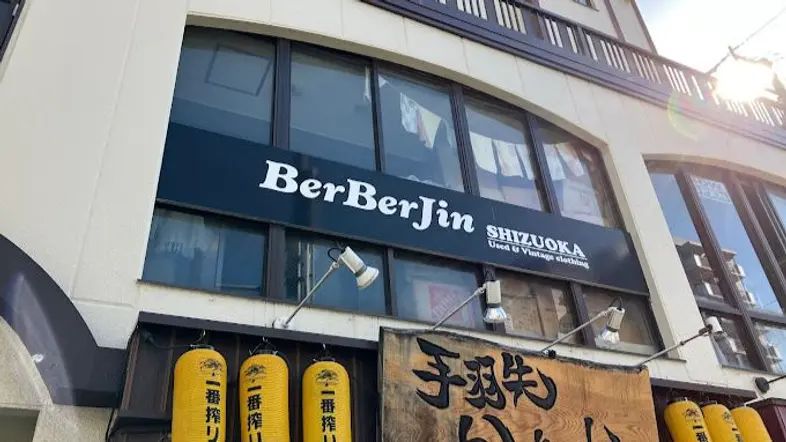 BerBerJin
SHIZUOKA
Used & Vintage clothing
手羽先
一番搾り
一番搾り
一番搾り